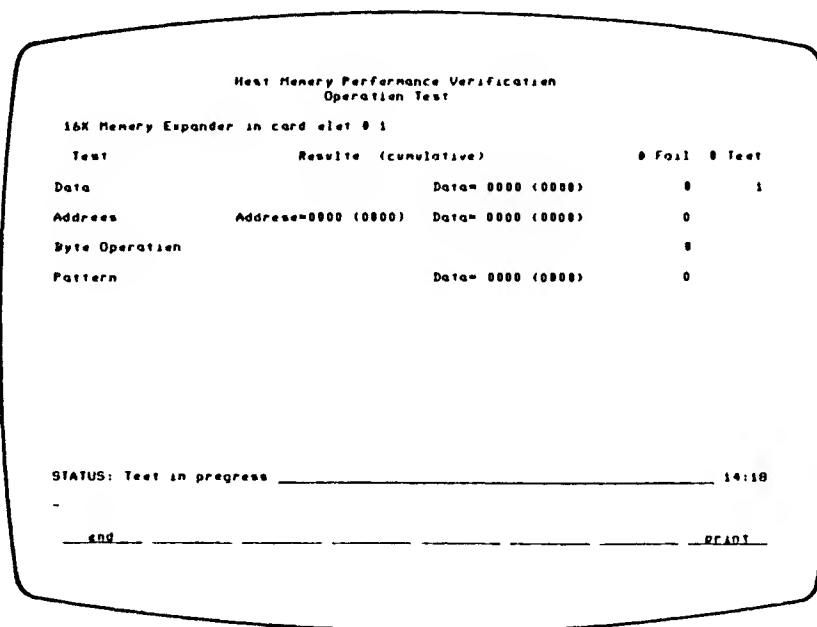 Host Memory Performance Verification
Operation Test
16K Memory Expander in card slot # 1
Test Results (cumulative) # Fail # Test
Data Data= 0000 (0000) 0 1
Address Address=0000 (0000) Data= 0000 (0000) 0
Byte Operation 0
Pattern Data= 0000 (0000) 0
STATUS: Test in progress 14:18
end print